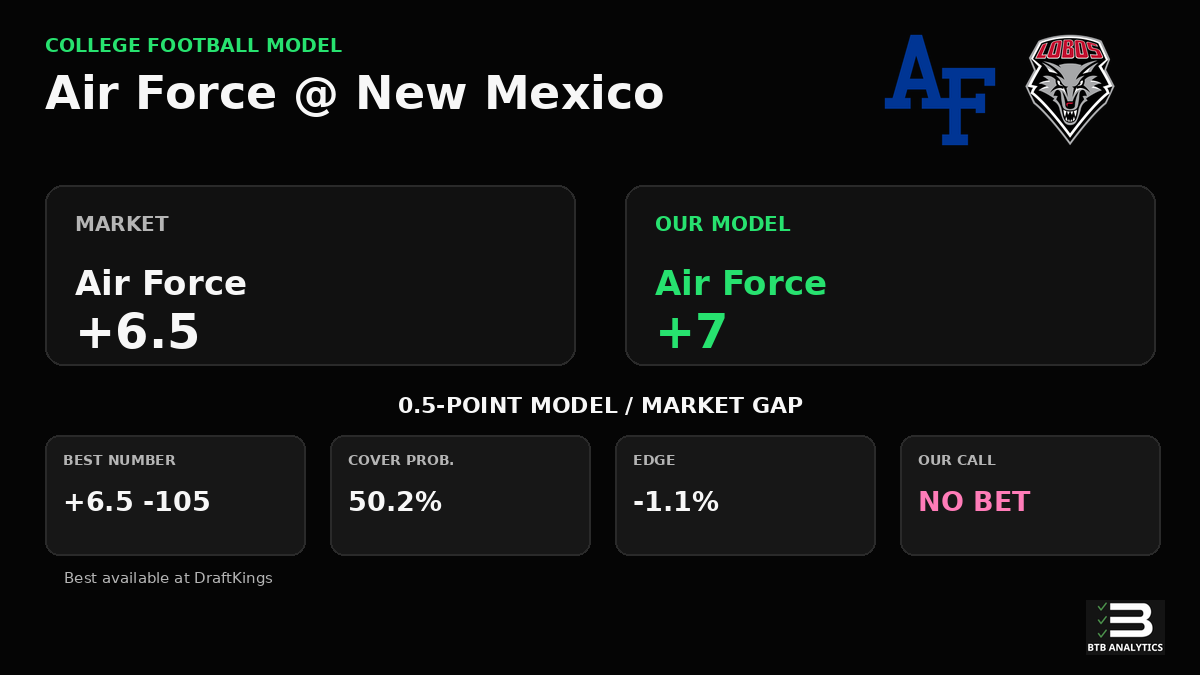 COLLEGE FOOTBALL MODEL
Air Force @ New Mexico
AF
LOBOS
MARKET
Air Force
+6.5
OUR MODEL
Air Force
+7
0.5-POINT MODEL / MARKET GAP
BEST NUMBER
+6.5 -105
COVER PROB.
50.2%
EDGE
-1.1%
OUR CALL
NO BET
Best available at DraftKings
B
BTB ANALYTICS